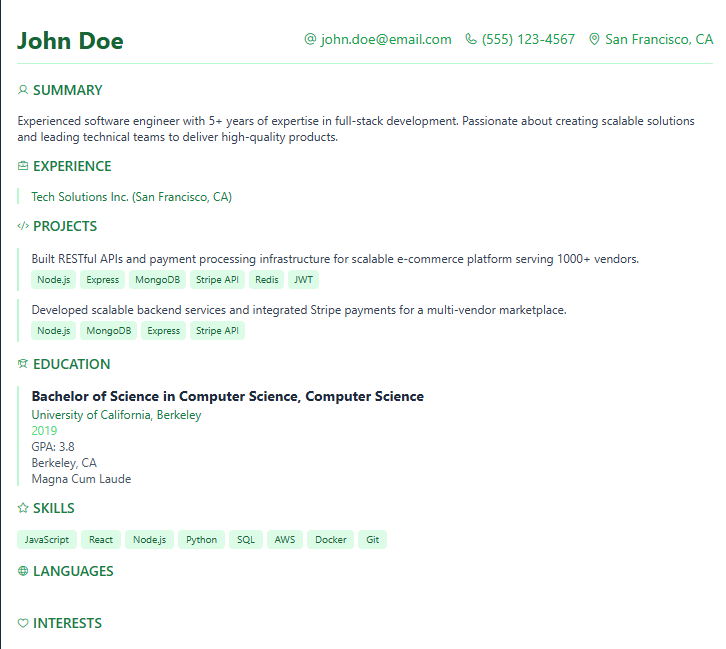 John Doe
john.doe@email.com (555) 123-4567 San Francisco, CA
SUMMARY
Experienced software engineer with 5+ years of expertise in full-stack development. Passionate about creating scalable solutions
and leading technical teams to deliver high-quality products.
EXPERIENCE
Tech Solutions Inc. (San Francisco, CA)
PROJECTS
Built RESTful APIs and payment processing infrastructure for scalable e-commerce platform serving 1000+ vendors.
Node.js Express MongoDB Stripe API Redis JWT
Developed scalable backend services and integrated Stripe payments for a multi-vendor marketplace.
Node.js MongoDB Express Stripe API
EDUCATION
Bachelor of Science in Computer Science, Computer Science
University of California, Berkeley
2019
GPA: 3.8
Berkeley, CA
Magna Cum Laude
SKILLS
JavaScript React Node.js Python SQL AWS Docker Git
LANGUAGES
INTERESTS